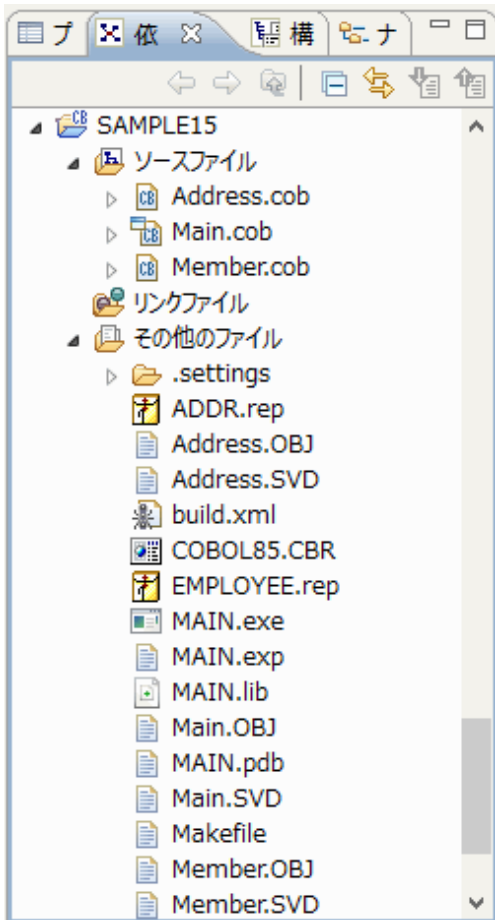 プ 依 構 ナ
SAMPLE15
ソースファイル
Address.cob
Main.cob
Member.cob
リンクファイル
その他のファイル
.settings
ADDR.rep
Address.OBJ
Address.SVD
build.xml
COBOL85.CBR
EMPLOYEE.rep
MAIN.exe
MAIN.exp
MAIN.lib
Main.OBJ
MAIN.pdb
Main.SVD
Makefile
Member.OBJ
Member.SVD